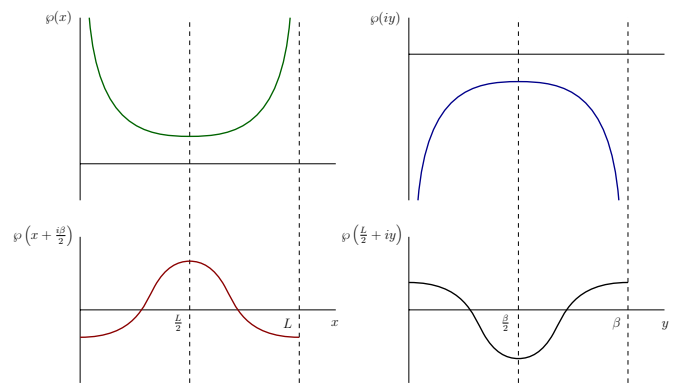 ℘(x)
℘(iy)
℘(x + iβ/2)
L/2
L
x
℘(L/2 + iy)
β/2
β
y